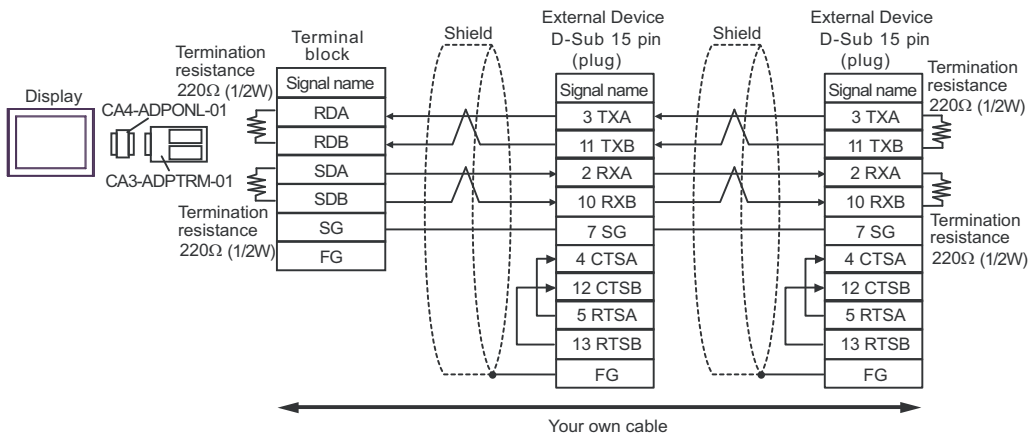 Display
CA4-ADPONL-01
CA3-ADPTRM-01
Termination
resistance
220Ω (1/2W)
Termination
resistance
220Ω (1/2W)
Terminal
block
Signal name
RDA
RDB
SDA
SDB
SG
FG
Shield
External Device
D-Sub 15 pin
(plug)
Signal name
3 TXA
11 TXB
2 RXA
10 RXB
7 SG
4 CTSA
12 CTSB
5 RTSA
13 RTSB
FG
Shield
External Device
D-Sub 15 pin
(plug)
Signal name
3 TXA
11 TXB
2 RXA
10 RXB
7 SG
4 CTSA
12 CTSB
5 RTSA
13 RTSB
FG
Termination
resistance
220Ω (1/2W)
Termination
resistance
220Ω (1/2W)
Your own cable